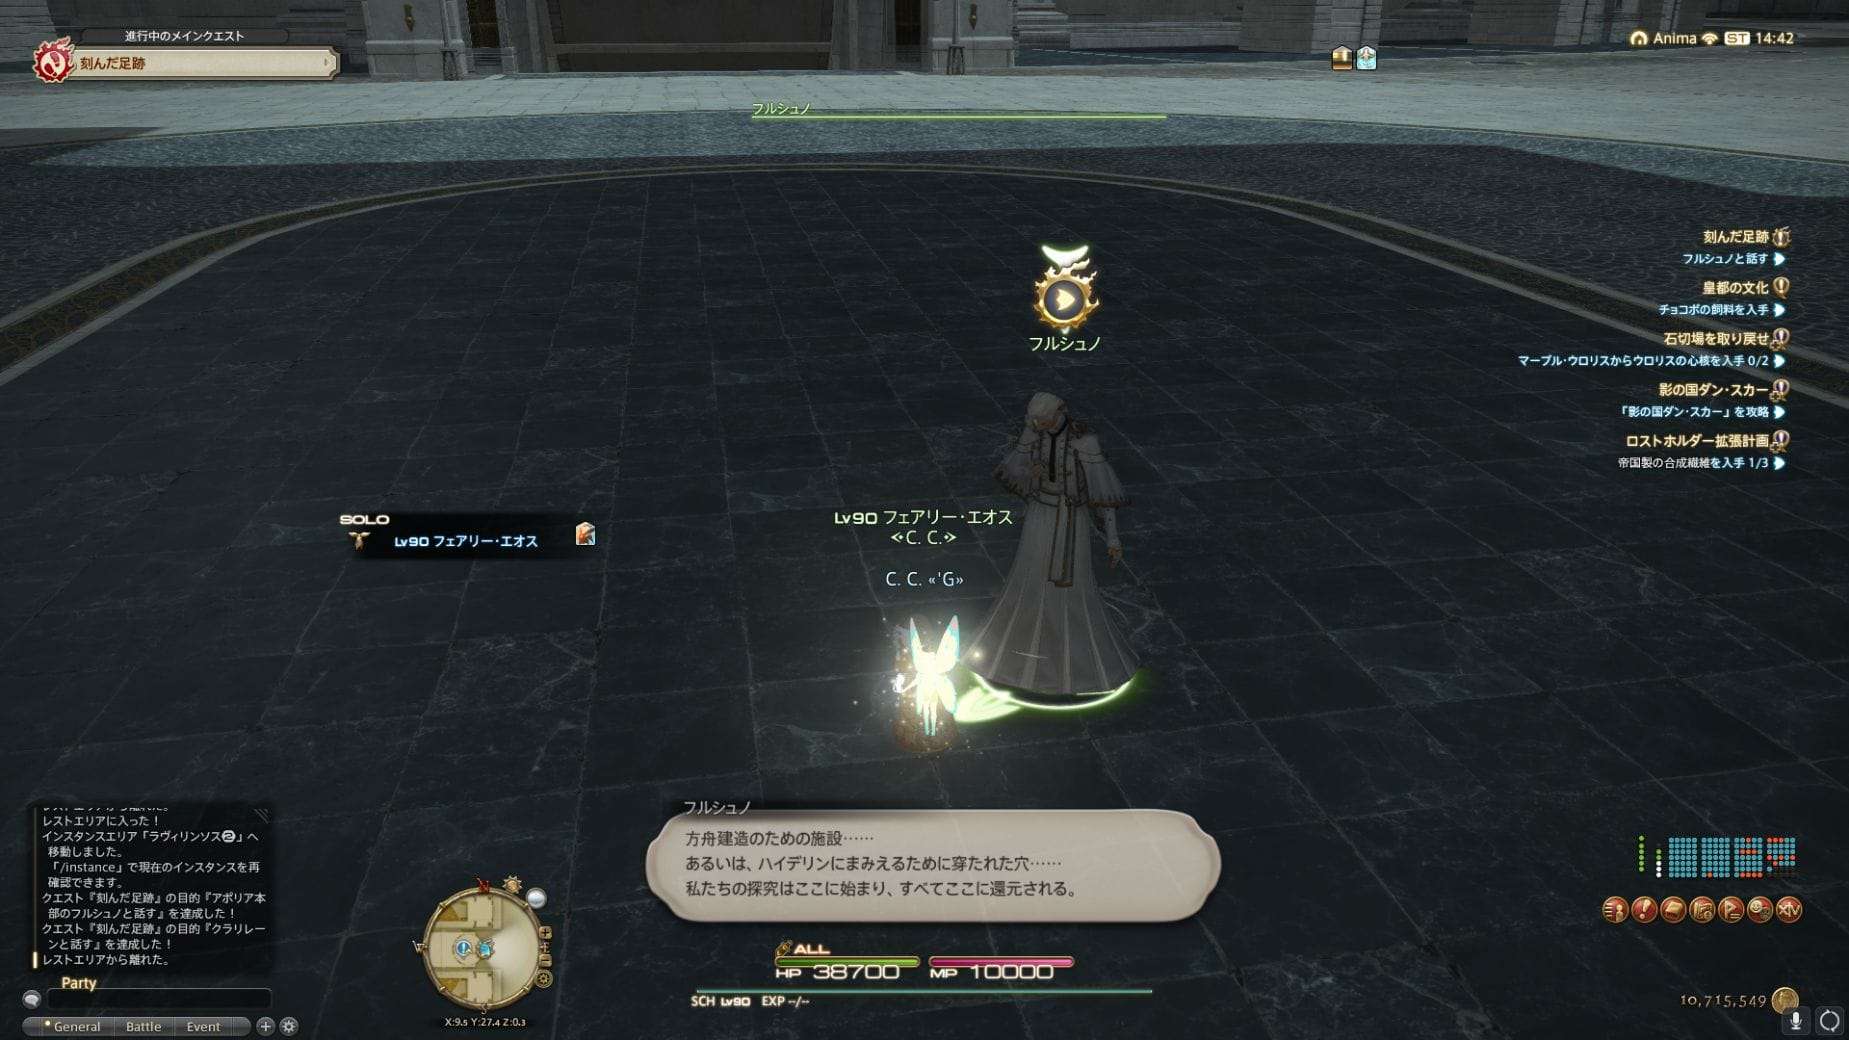 進行中のメインクエスト
刻んだ足跡
Anima ST 14:42
フルシュノ
フルシュノ
刻んだ足跡
フルシュノと話す
皇都の文化
チョコボの飼料を入手
石切場を取り戻せ
マーブル・ウロリスからウロリスの心核を入手 0/2
影の国ダン・スカー
「影の国ダン・スカー」を攻略
ロストホルダー拡張計画
帝国製の合成繊維を入手 1/3
SOLO
Lv90 フェアリー・エオス
Lv90 フェアリー・エオス
«C. C.»
C. C. «'G»
フルシュノ
方舟建造のための施設……
あるいは、ハイデリンにまみえるために穿たれた穴……
私たちの探究はここに始まり、すべてここに還元される。
レストエリアから離れた。
レストエリアに入った！
インスタンスエリア「ラヴィリンソス2」へ
移動しました。
「/instance」で現在のインスタンスを再
確認できます。
クエスト『刻んだ足跡』の目的『アポリア本
部のフルシュノと話す』を達成した！
クエスト『刻んだ足跡』の目的『クラリレー
ンと話す』を達成した！
レストエリアから離れた。
Party
General Battle Event
N
W
E
S
X:9.5 Y:27.4 Z:0.3
ALL
HP 38700 MP 10000
SCH Lv90 EXP --/--
XIV
10,715,549